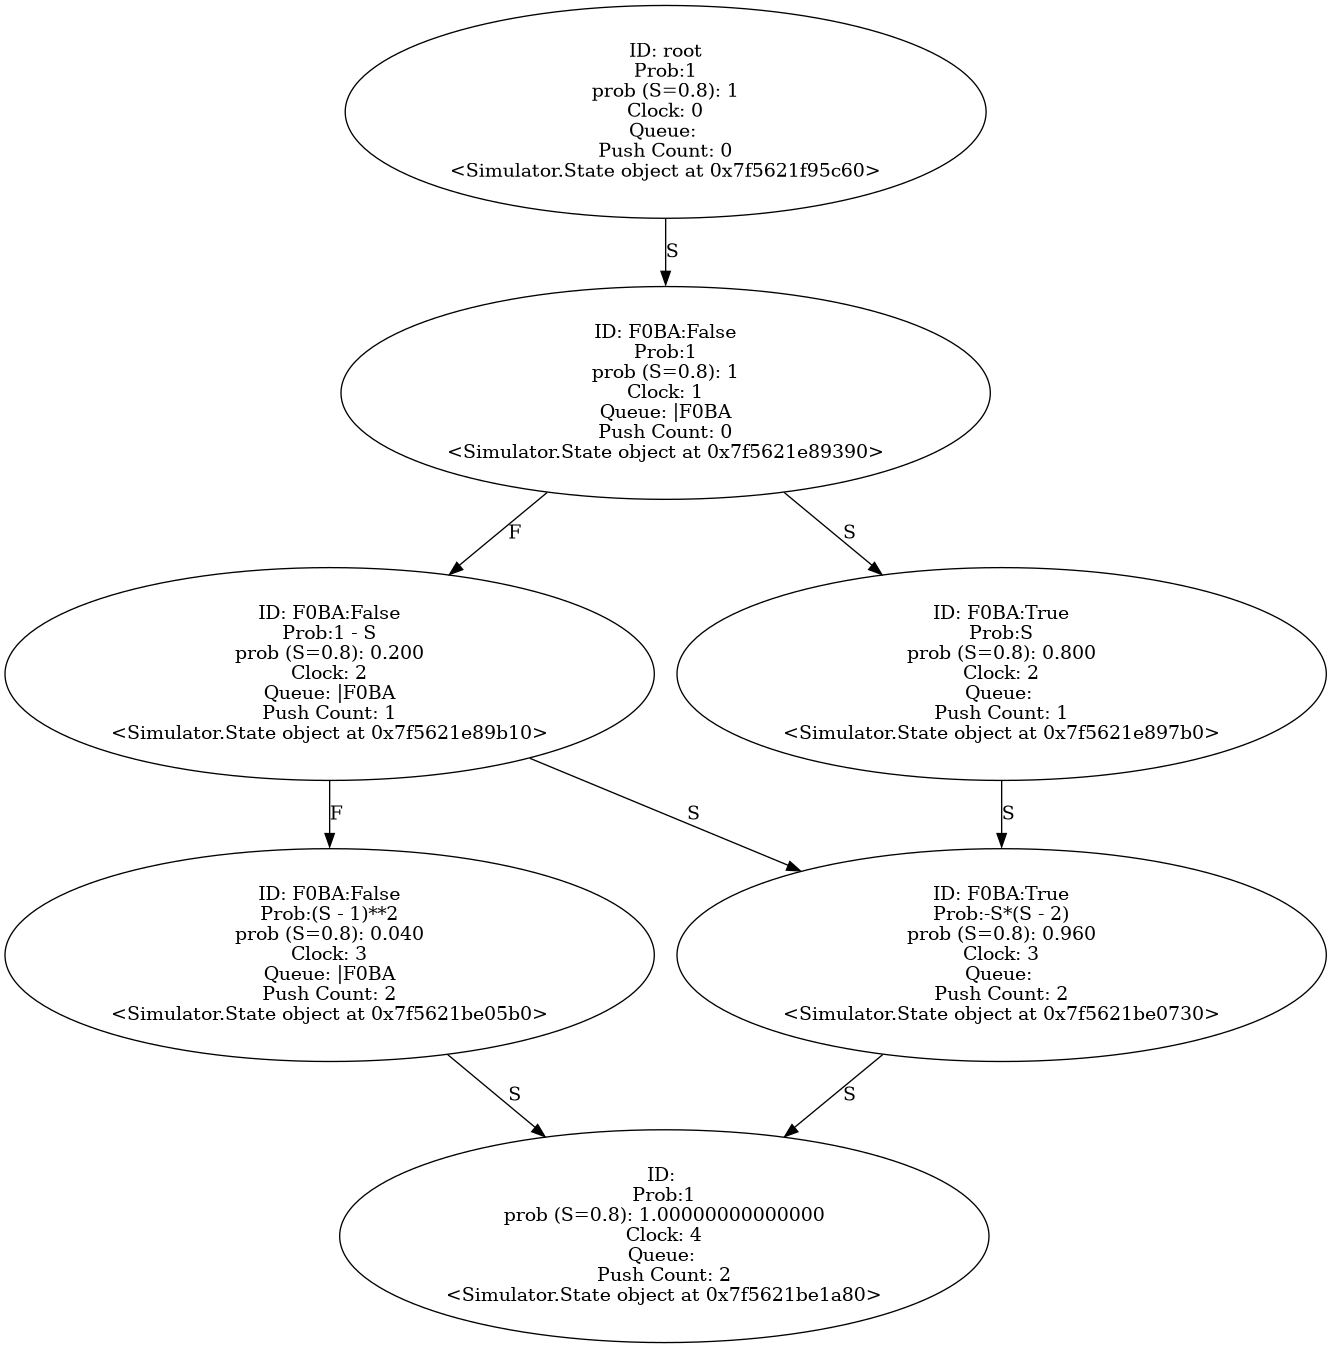 ID: root
Prob:1
prob (S=0.8): 1
Clock: 0
Queue:
Push Count: 0
<Simulator.State object at 0x7f5621f95c60>
S
ID: F0BA:False
Prob:1
prob (S=0.8): 1
Clock: 1
Queue: |F0BA
Push Count: 0
<Simulator.State object at 0x7f5621e89390>
F
S
ID: F0BA:False
Prob:1 - S
prob (S=0.8): 0.200
Clock: 2
Queue: |F0BA
Push Count: 1
<Simulator.State object at 0x7f5621e89b10>
ID: F0BA:True
Prob:S
prob (S=0.8): 0.800
Clock: 2
Queue:
Push Count: 1
<Simulator.State object at 0x7f5621e897b0>
F
S
S
ID: F0BA:False
Prob:(S - 1)**2
prob (S=0.8): 0.040
Clock: 3
Queue: |F0BA
Push Count: 2
<Simulator.State object at 0x7f5621be05b0>
ID: F0BA:True
Prob:-S*(S - 2)
prob (S=0.8): 0.960
Clock: 3
Queue:
Push Count: 2
<Simulator.State object at 0x7f5621be0730>
S
S
ID:
Prob:1
prob (S=0.8): 1.00000000000000
Clock: 4
Queue:
Push Count: 2
<Simulator.State object at 0x7f5621be1a80>